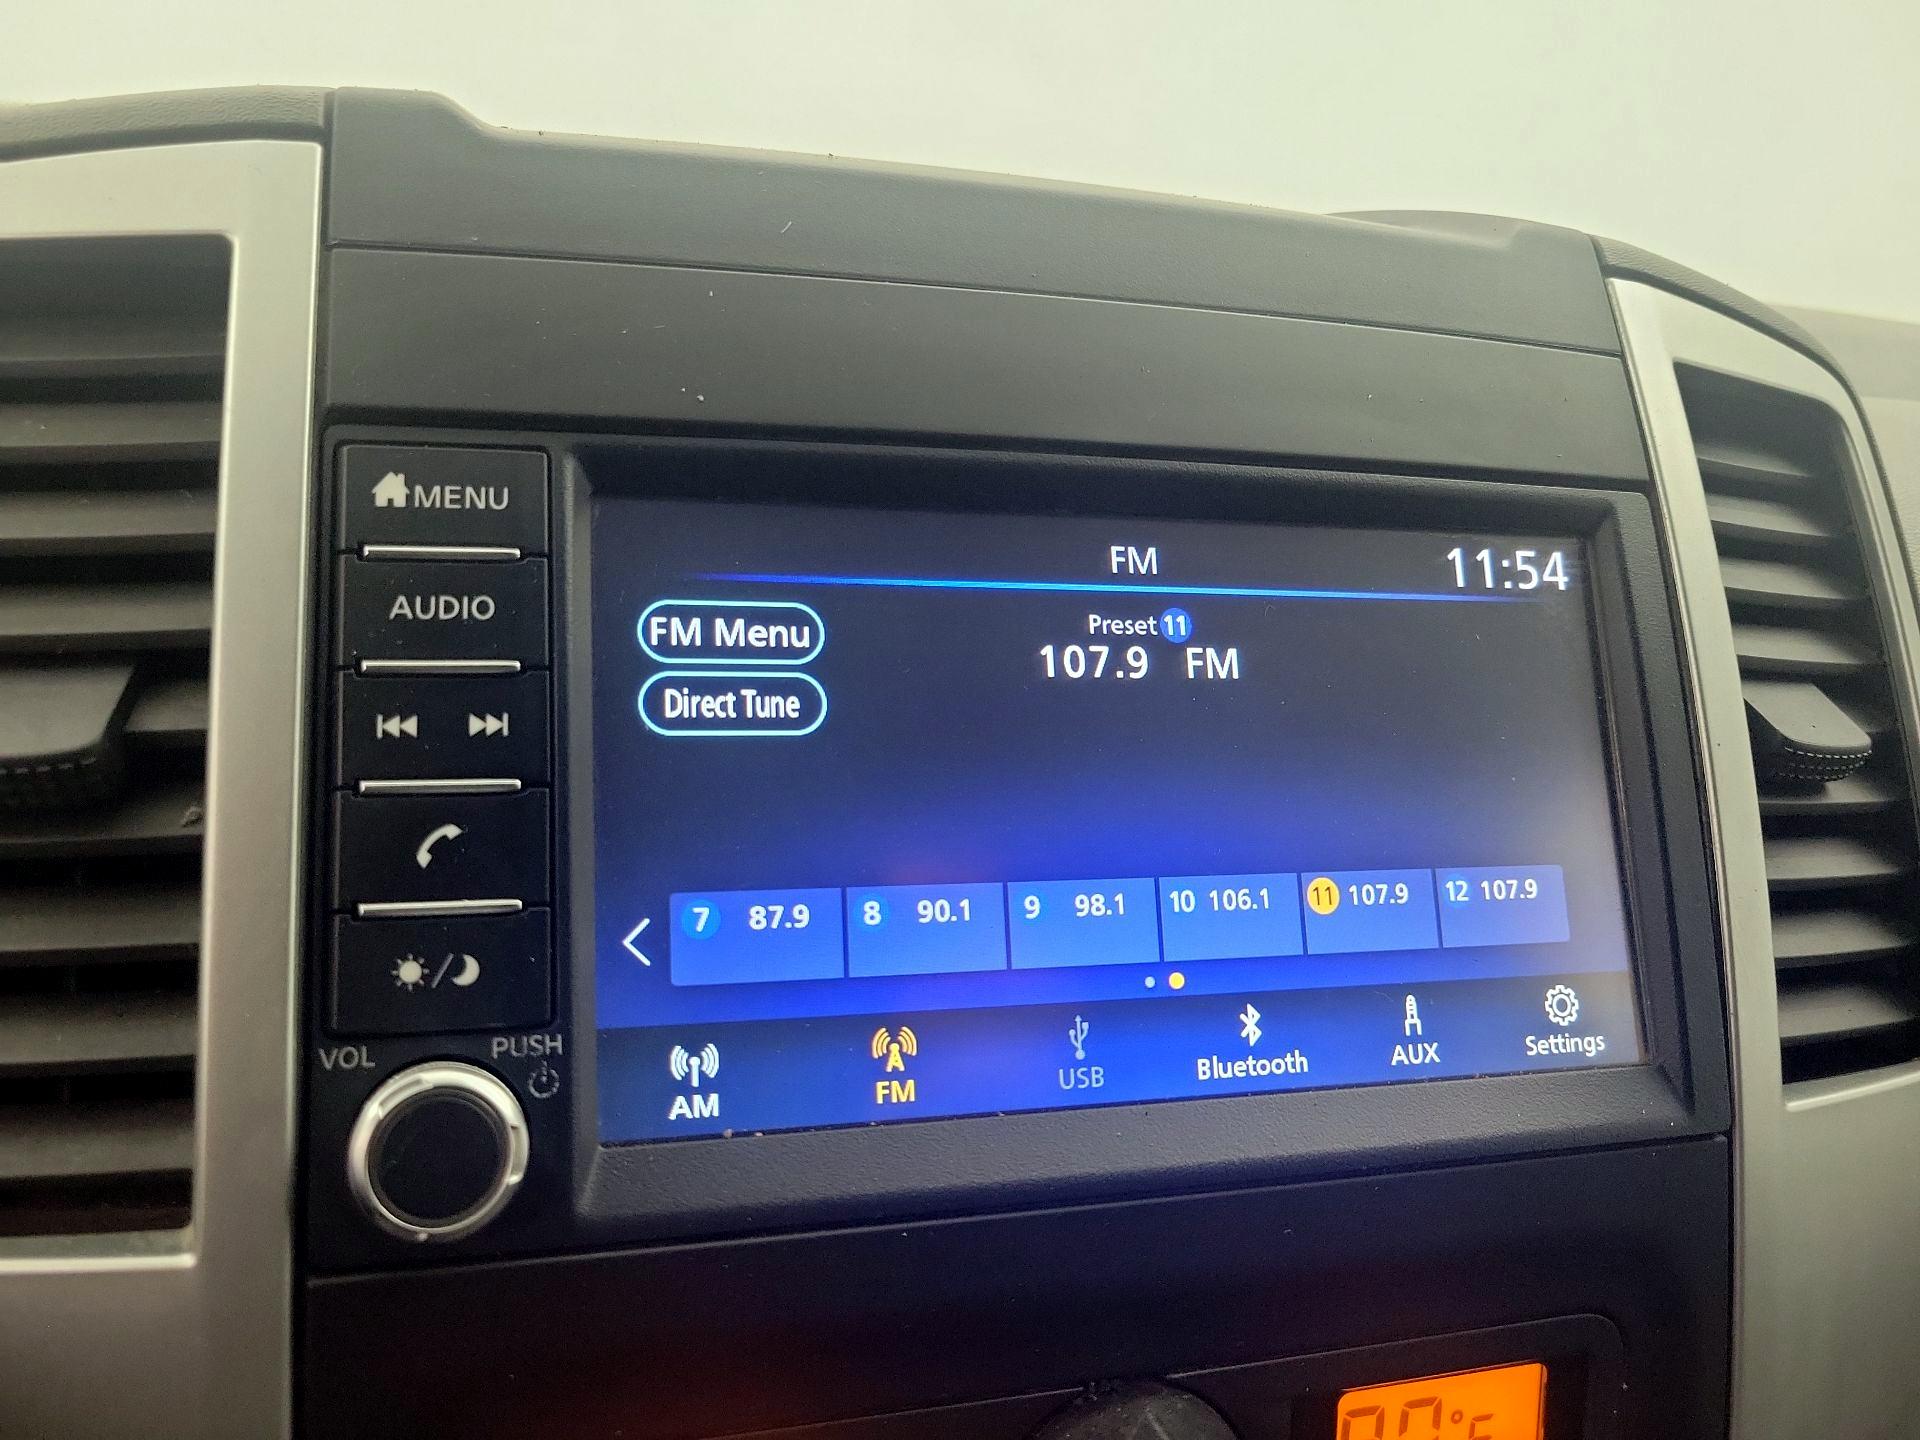 MENU
AUDIO
VOL
PUSH
FM
11:54
FM Menu
Direct Tune
Preset 11
107.9 FM
7 87.9
8 90.1
9 98.1
10 106.1
11 107.9
12 107.9
AM
FM
USB
Bluetooth
AUX
Settings
°F